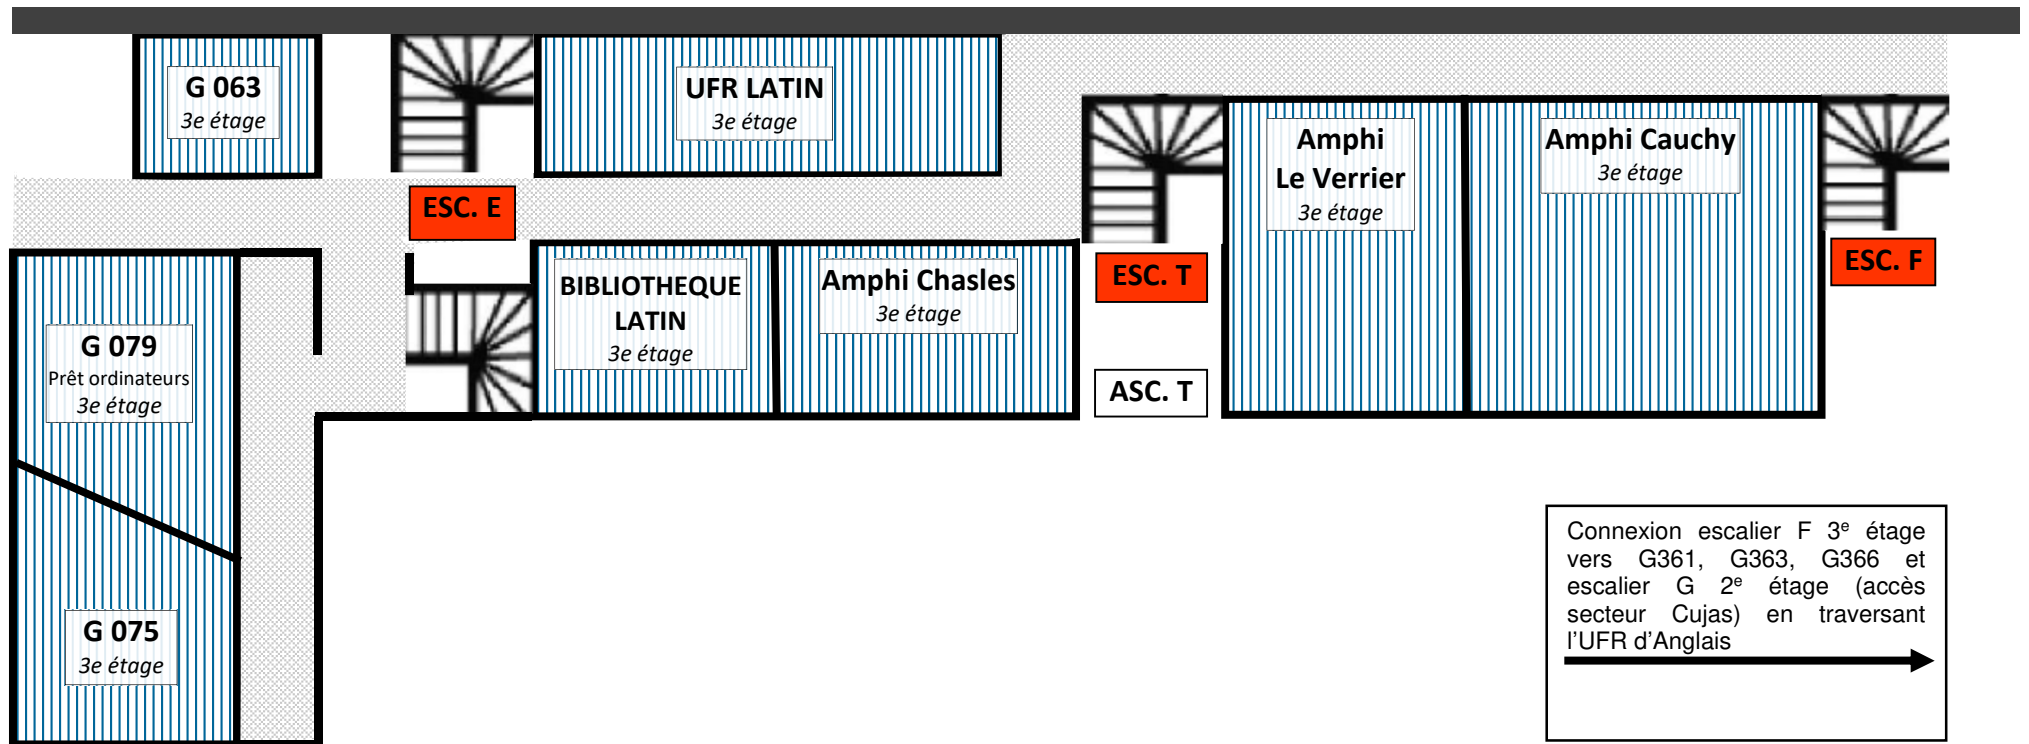 G 063
3e étage
UFR LATIN
3e étage
Amphi
Le Verrier
3e étage
Amphi Cauchy
3e étage
ESC. E
ESC. T
ESC. F
BIBLIOTHEQUE
LATIN
3e étage
Amphi Chasles
3e étage
G 079
Prêt ordinateurs
3e étage
ASC. T
G 075
3e étage
Connexion escalier F 3e étage
vers G361, G363, G366 et
escalier G 2e étage (accès
secteur Cujas) en traversant
l'UFR d'Anglais